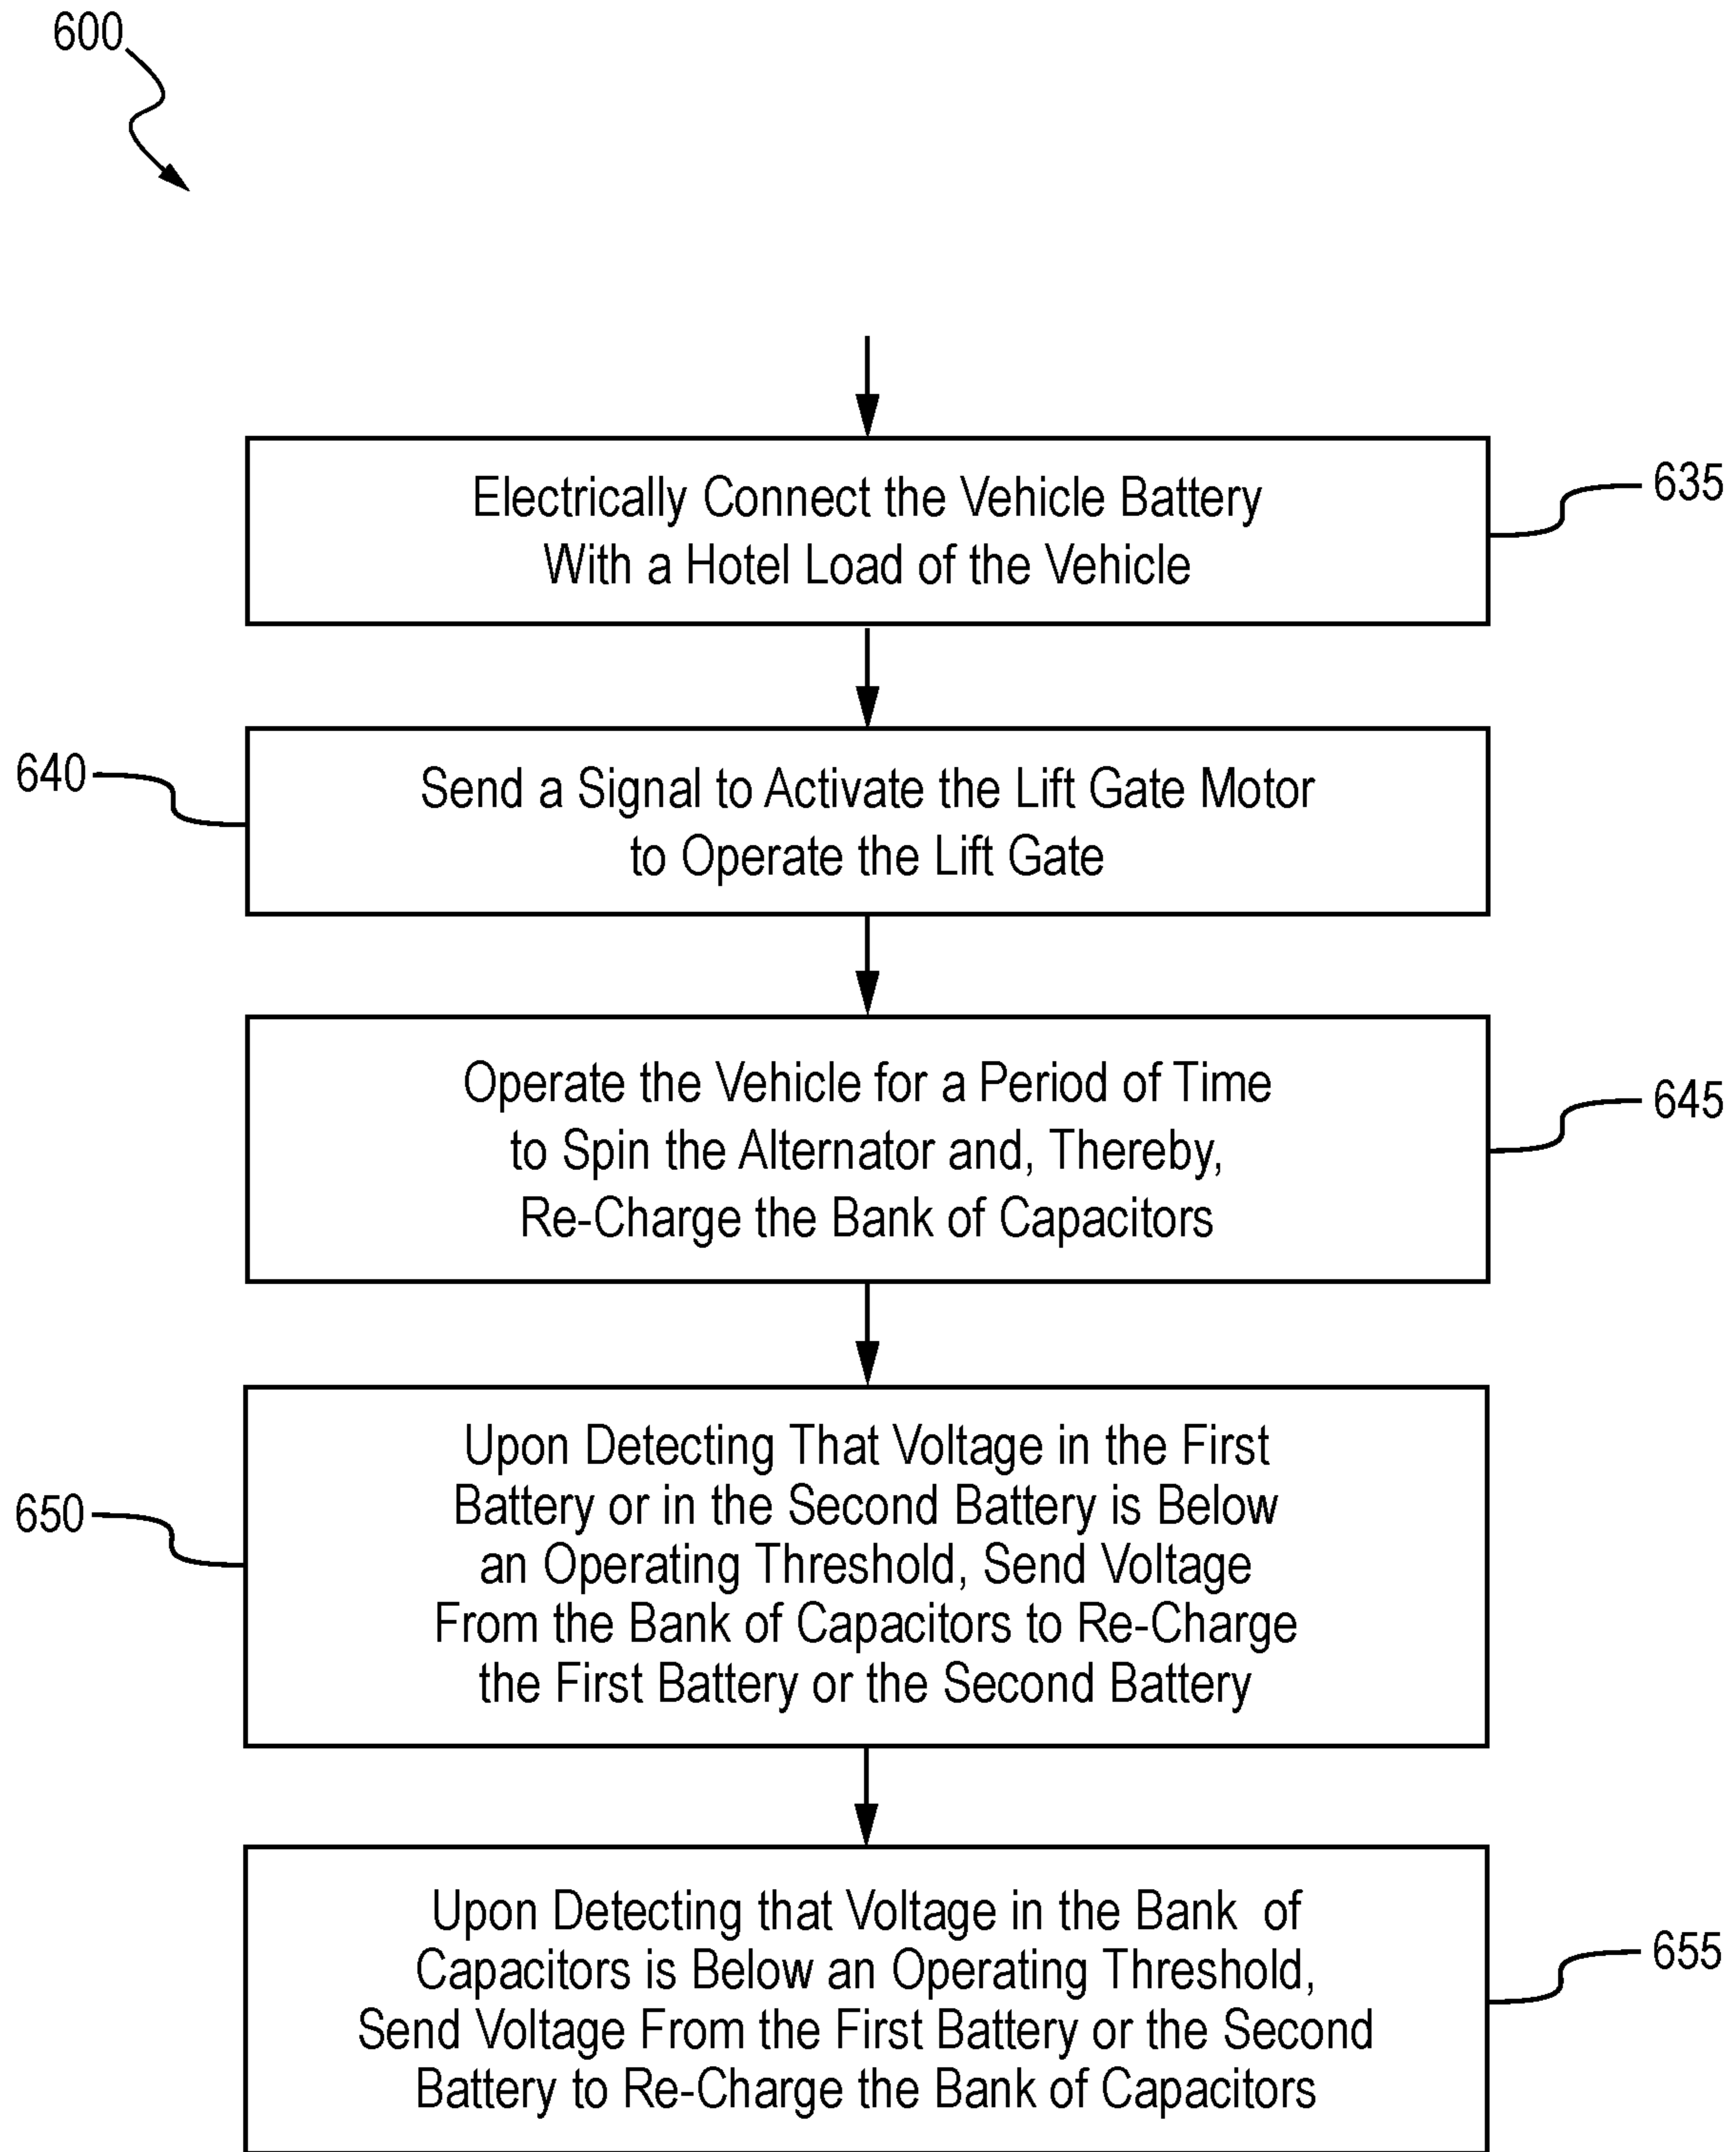 600
Electrically Connect the Vehicle Battery
With a Hotel Load of the Vehicle
635
640
Send a Signal to Activate the Lift Gate Motor
to Operate the Lift Gate
Operate the Vehicle for a Period of Time
to Spin the Alternator and, Thereby,
Re-Charge the Bank of Capacitors
645
650
Upon Detecting That Voltage in the First
Battery or in the Second Battery is Below
an Operating Threshold, Send Voltage
From the Bank of Capacitors to Re-Charge
the First Battery or the Second Battery
Upon Detecting that Voltage in the Bank of
Capacitors is Below an Operating Threshold,
Send Voltage From the First Battery or the Second
Battery to Re-Charge the Bank of Capacitors
655